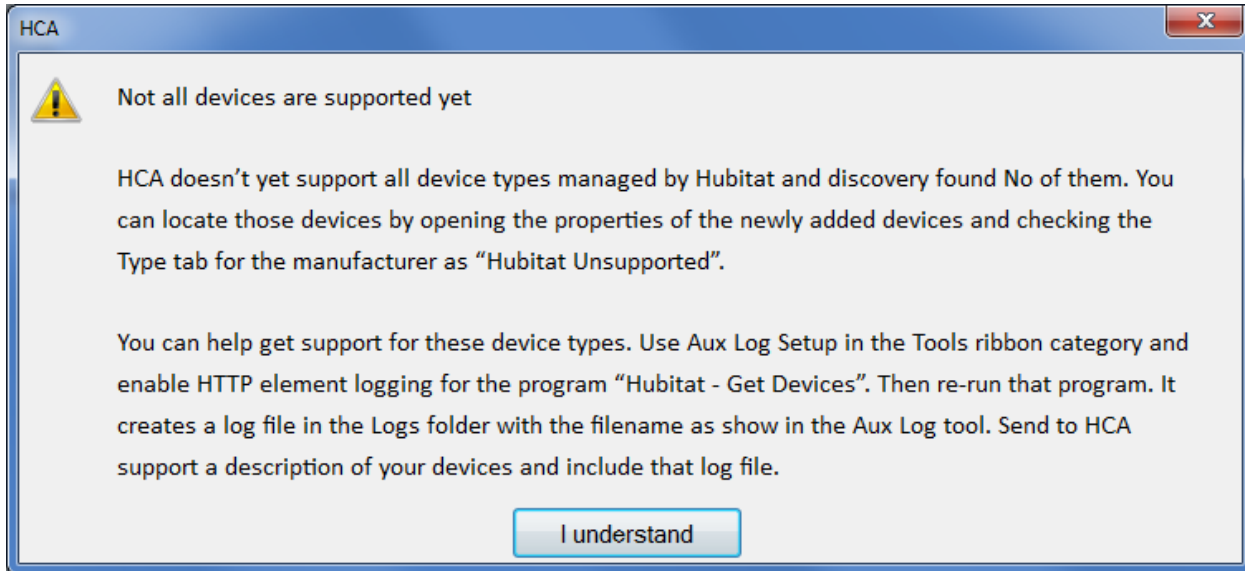 HCA
Not all devices are supported yet
HCA doesn’t yet support all device types managed by Hubitat and discovery found No of them. You
can locate those devices by opening the properties of the newly added devices and checking the
Type tab for the manufacturer as “Hubitat Unsupported”.
You can help get support for these device types. Use Aux Log Setup in the Tools ribbon category and
enable HTTP element logging for the program “Hubitat - Get Devices”. Then re-run that program. It
creates a log file in the Logs folder with the filename as show in the Aux Log tool. Send to HCA
support a description of your devices and include that log file.
I understand